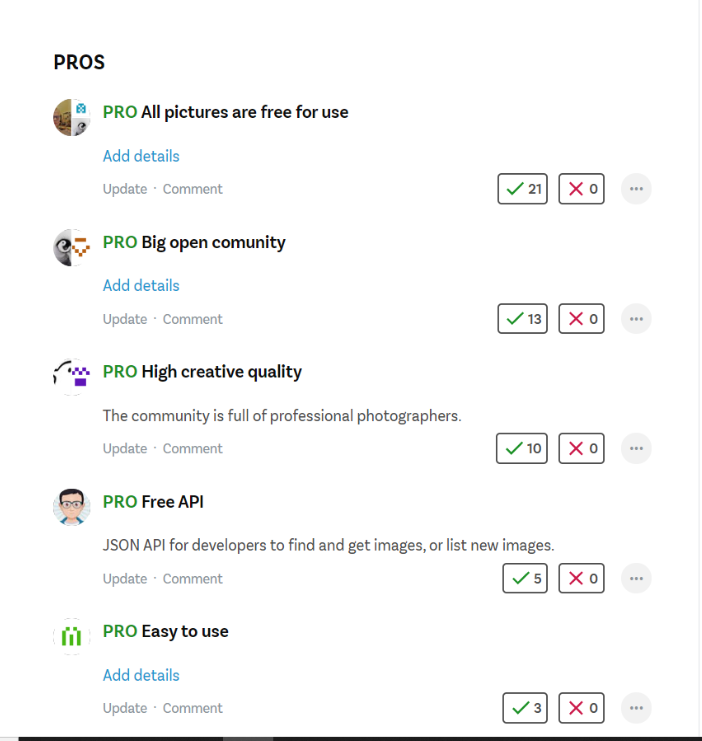 PROS
PRO All pictures are free for use
Add details
Update · Comment
21
0
PRO Big open comunity
Add details
Update · Comment
13
0
PRO High creative quality
The community is full of professional photographers.
Update · Comment
10
0
PRO Free API
JSON API for developers to find and get images, or list new images.
Update · Comment
5
0
PRO Easy to use
Add details
Update · Comment
3
0